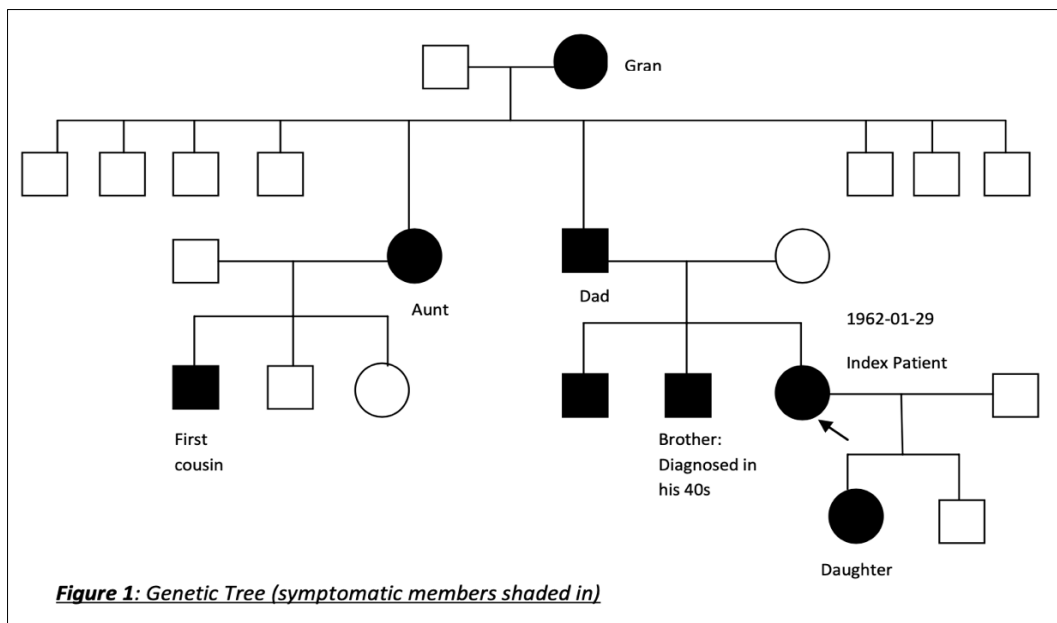 Gran
Aunt
Dad
1962-01-29
Index Patient
First
cousin
Brother:
Diagnosed in
his 40s
Daughter
Figure 1: Genetic Tree (symptomatic members shaded in)